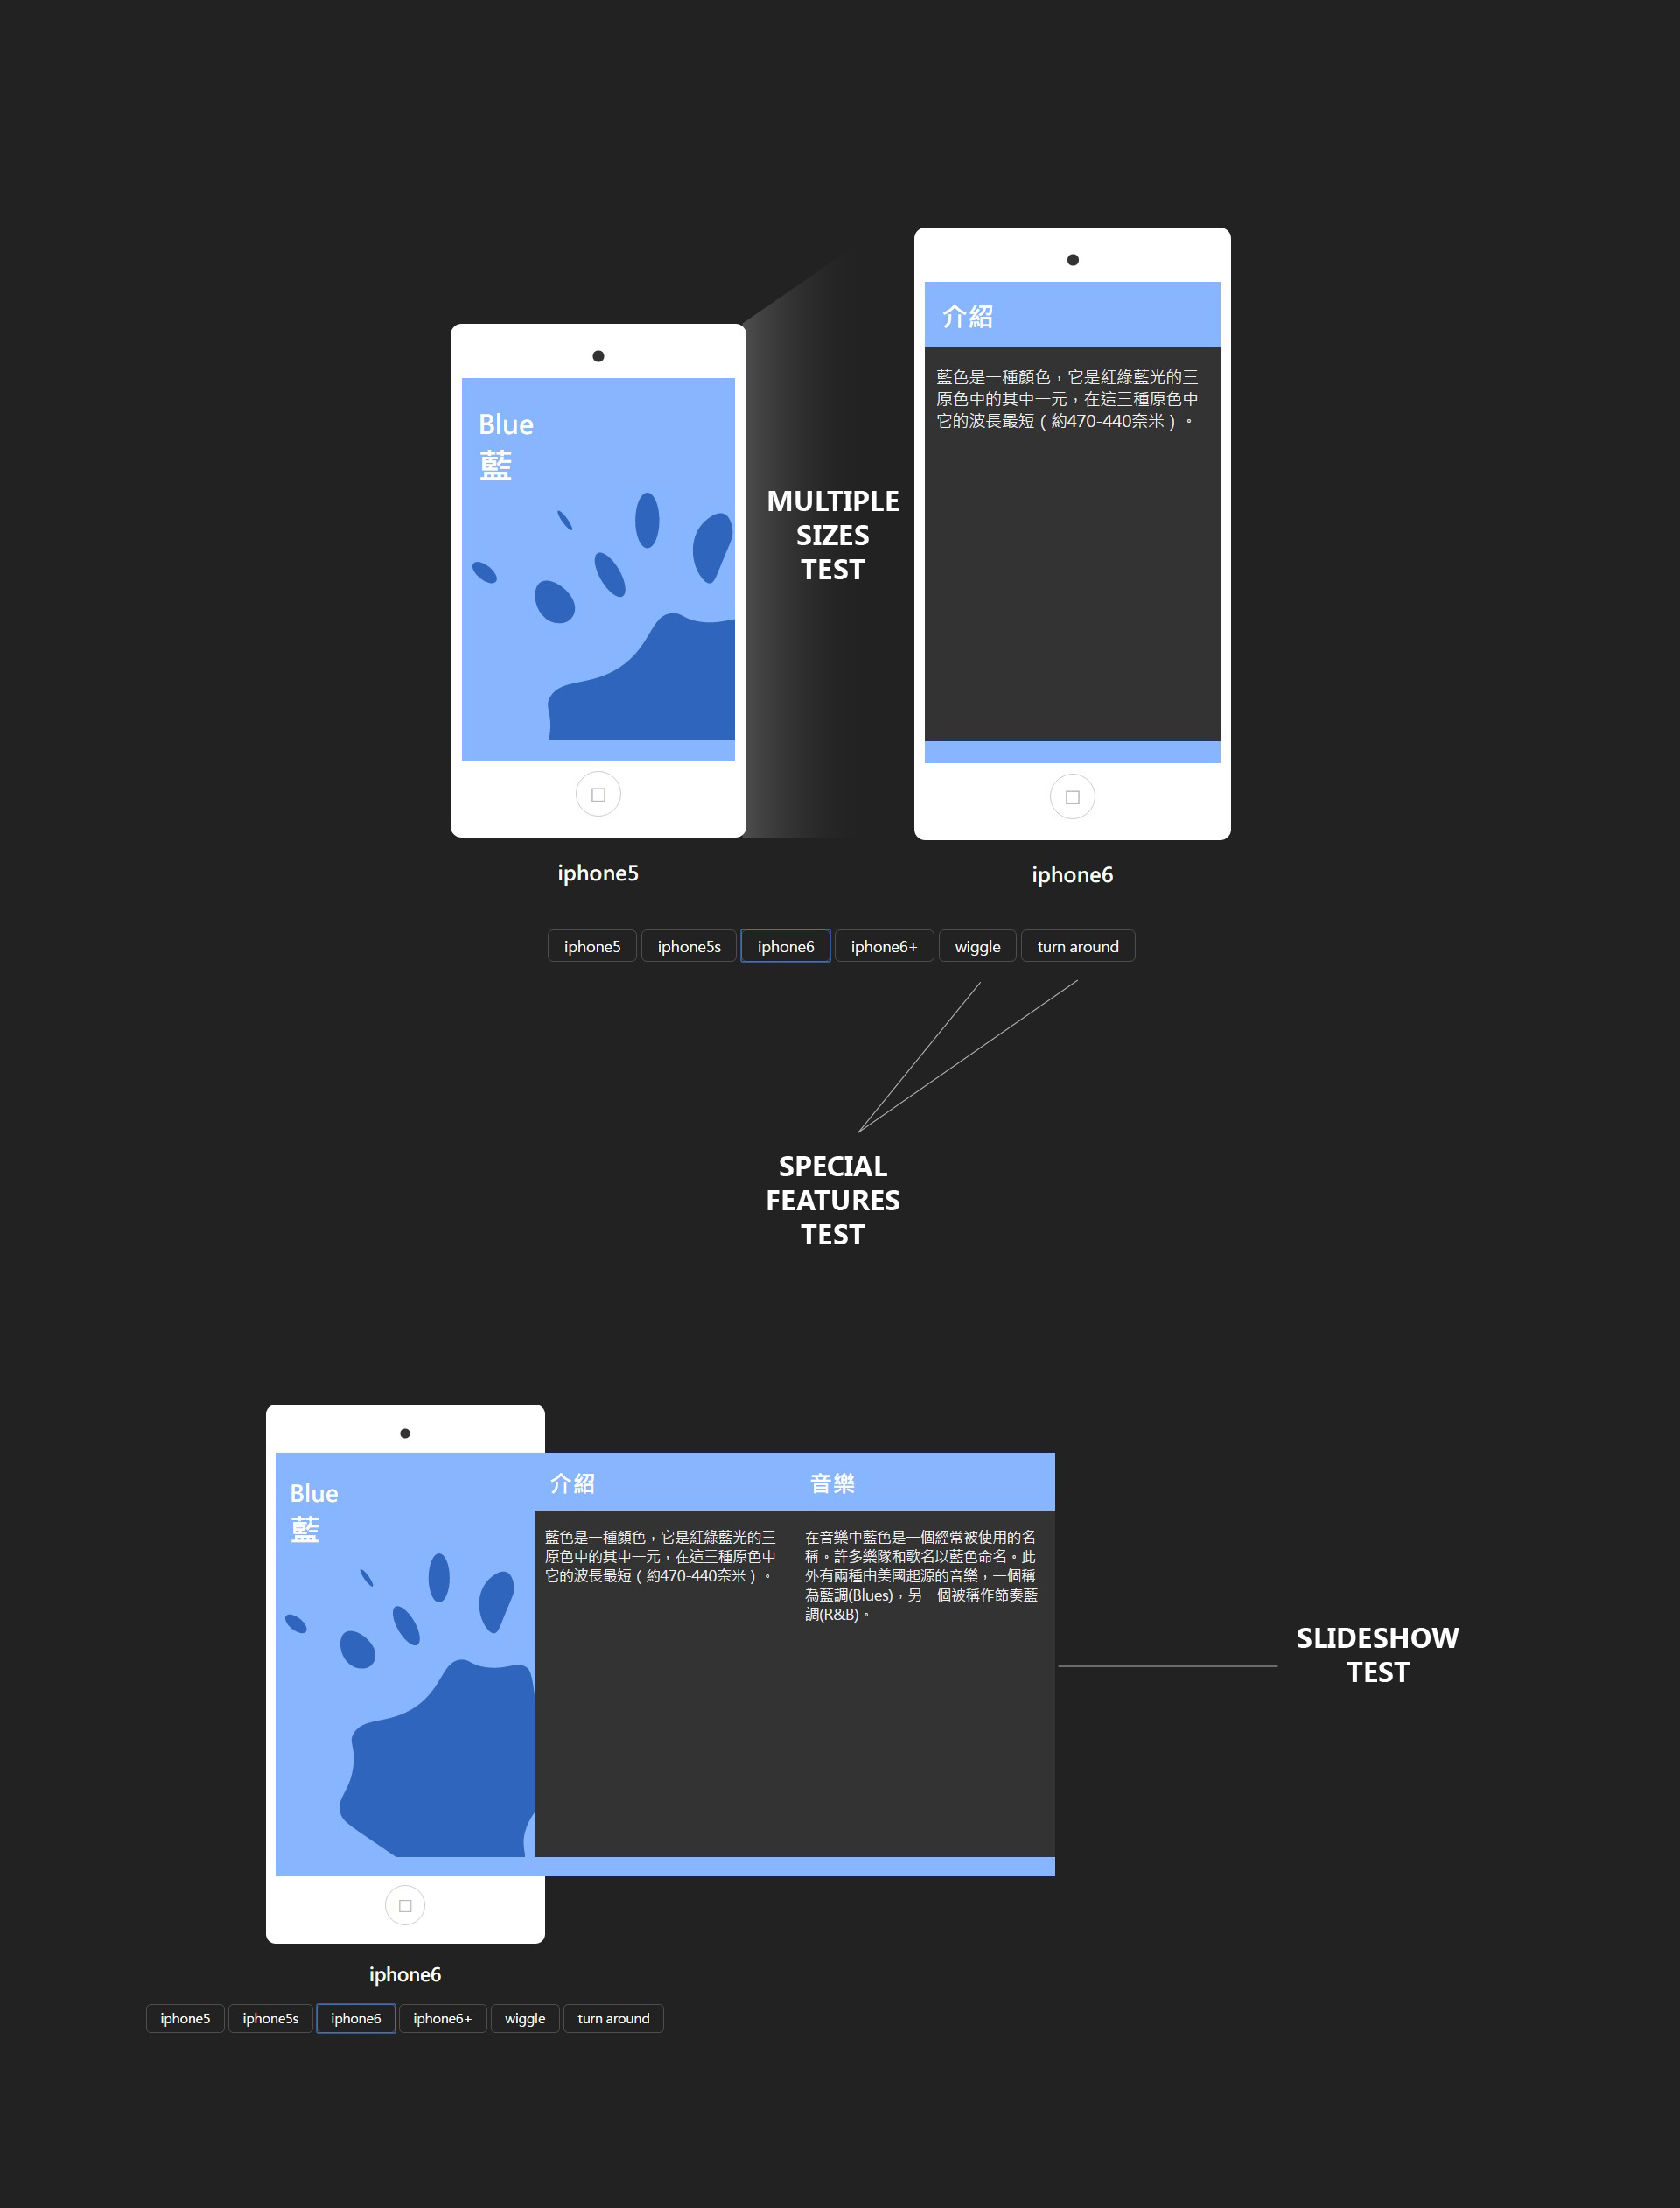 Blue
藍
介紹
藍色是一種顏色，它是紅綠藍光的三
原色中的其中一元，在這三種原色中
它的波長最短（約470-440奈米）。
MULTIPLE
SIZES
TEST
iphone5
iphone6
iphone5 iphone5s iphone6 iphone6+ wiggle turn around
SPECIAL
FEATURES
TEST
Blue
藍
介紹
藍色是一種顏色，它是紅綠藍光的三
原色中的其中一元，在這三種原色中
它的波長最短（約470-440奈米）。
音樂
在音樂中藍色是一個經常被使用的名
稱。許多樂隊和歌名以藍色命名。此
外有兩種由美國起源的音樂，一個稱
為藍調(Blues)，另一個被稱作節奏藍
調(R&B)。
SLIDESHOW
TEST
iphone6
iphone5 iphone5s iphone6 iphone6+ wiggle turn around